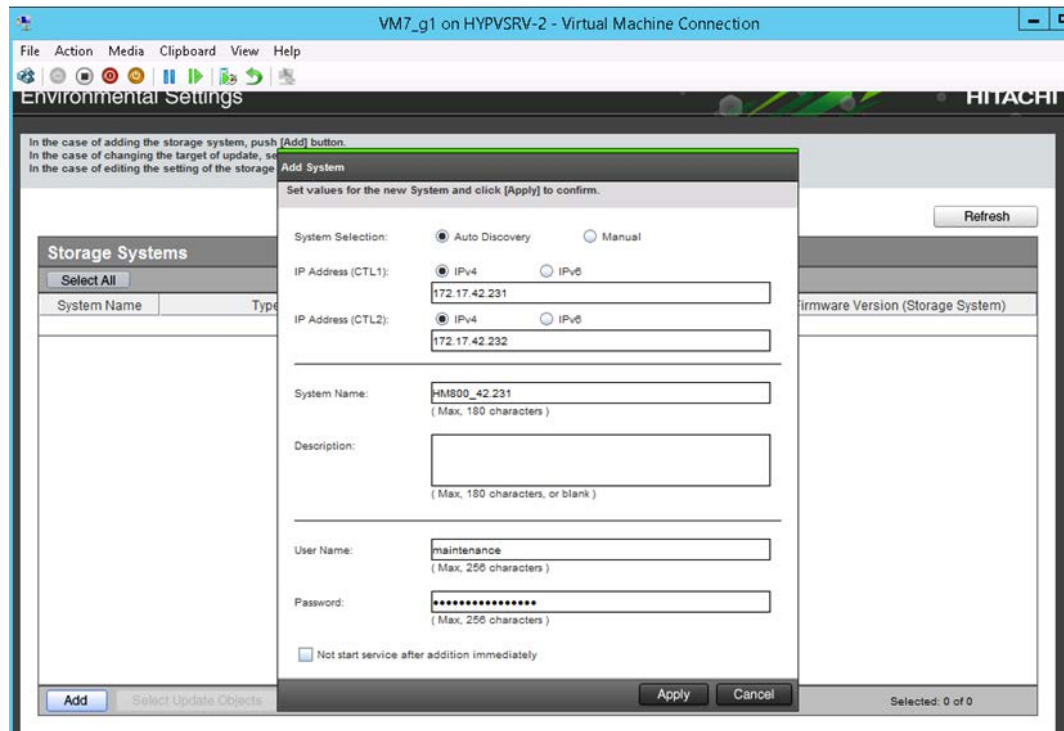 VM7_g1 on HYPVSRV-2 - Virtual Machine Connection
File Action Media Clipboard View Help
Environmental Settings
HITACHI
In the case of adding the storage system, push [Add] button.
In the case of changing the target of update, se
In the case of editing the setting of the storage
Add System
Set values for the new System and click [Apply] to confirm.
Refresh
System Selection: Auto Discovery Manual
Storage Systems
IP Address (CTL1): IPv4 IPv6
Select All
172.17.42.231
System Name Type Firmware Version (Storage System)
IP Address (CTL2): IPv4 IPv6
172.17.42.232
System Name: HM800_42.231
( Max, 180 characters )
Description:
( Max, 180 characters, or blank )
User Name: maintenance
( Max, 256 characters )
Password: ••••••••••••••••
( Max, 256 characters )
Not start service after addition immediately
Apply Cancel
Add Select Update Objects Selected: 0 of 0